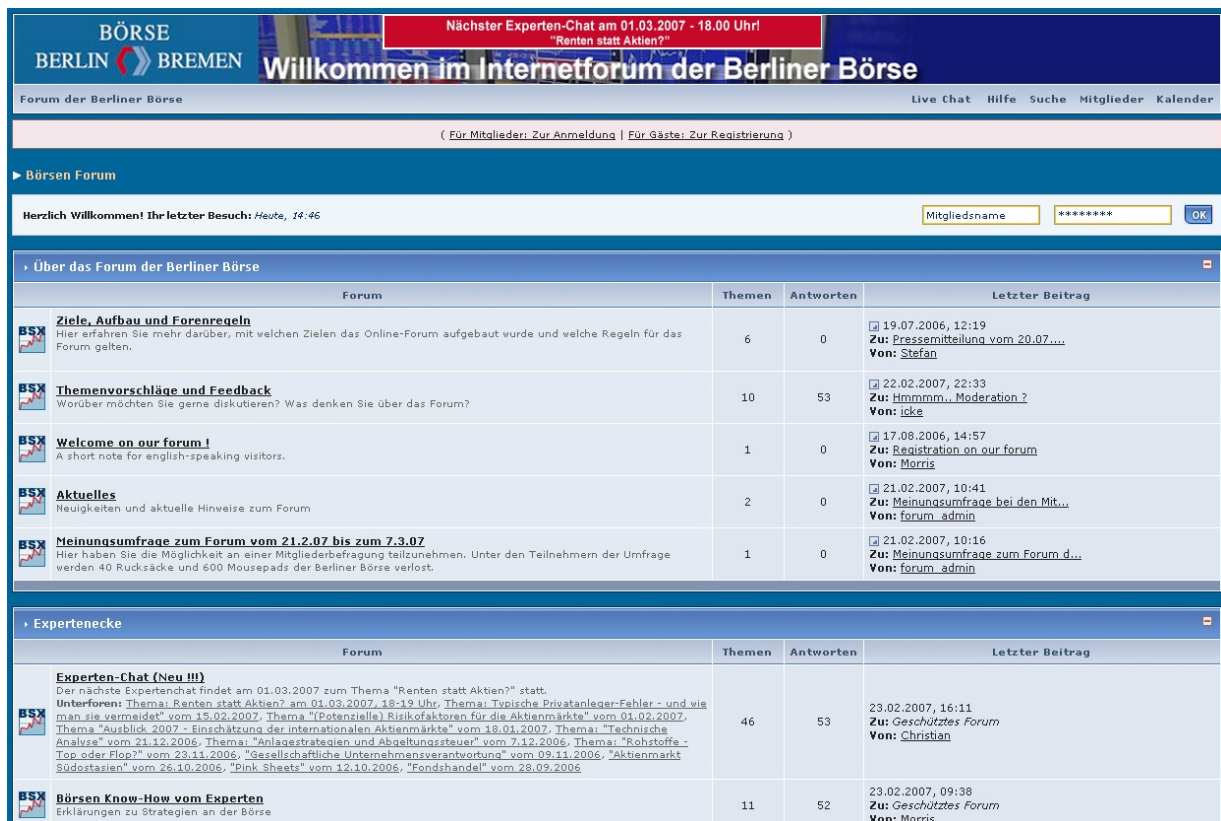 BÖRSE
BERLIN BREMEN
Nächster Experten-Chat am 01.03.2007 - 18.00 Uhr!
"Renten statt Aktien?"
Willkommen im Internetforum der Berliner Börse
Forum der Berliner Börse Live Chat Hilfe Suche Mitglieder Kalender
( Für Mitglieder: Zur Anmeldung | Für Gäste: Zur Registrierung )
Börsen Forum
Herzlich Willkommen! Ihr letzter Besuch: Heute, 14:46 Mitgliedsname ******** OK
Über das Forum der Berliner Börse
Forum Themen Antworten Letzter Beitrag
BSX
Ziele, Aufbau und Forenregeln
Hier erfahren Sie mehr darüber, mit welchen Zielen das Online-Forum aufgebaut wurde und welche Regeln für das
Forum gelten.
6 0
19.07.2006, 12:19
Zu: Pressemitteilung vom 20.07....
Von: Stefan
BSX
Themenvorschläge und Feedback
Worüber möchten Sie gerne diskutieren? Was denken Sie über das Forum?
10 53
22.02.2007, 22:33
Zu: Hmmmm.. Moderation ?
Von: icke
BSX
Welcome on our forum !
A short note for english-speaking visitors.
1 0
17.08.2006, 14:57
Zu: Registration on our forum
Von: Morris
BSX
Aktuelles
Neuigkeiten und aktuelle Hinweise zum Forum
2 0
21.02.2007, 10:41
Zu: Meinungsumfrage bei den Mit...
Von: forum_admin
BSX
Meinungsumfrage zum Forum vom 21.2.07 bis zum 7.3.07
Hier haben Sie die Möglichkeit an einer Mitgliederbefragung teilzunehmen. Unter den Teilnehmern der Umfrage
werden 40 Rucksäcke und 600 Mousepads der Berliner Börse verlost.
1 0
21.02.2007, 10:16
Zu: Meinungsumfrage zum Forum d...
Von: forum_admin
Expertenecke
Forum Themen Antworten Letzter Beitrag
BSX
Experten-Chat (Neu !!!)
Der nächste Expertenchat findet am 01.03.2007 zum Thema "Renten statt Aktien?" statt.
Unterforen: Thema: Renten statt Aktien? am 01.03.2007, 18-19 Uhr, Thema: Typische Privatanleger-Fehler - und wie
man sie vermeidet" vom 15.02.2007, Thema "(Potenzielle) Risikofaktoren für die Aktienmärkte" vom 01.02.2007,
Thema "Ausblick 2007 - Einschätzung der internationalen Aktienmärkte" vom 18.01.2007, Thema: "Technische
Analyse" vom 21.12.2006, Thema: "Anlagestrategien und Abgeltungssteuer" vom 7.12.2006, Thema: "Rohstoffe -
Top oder Flop?" vom 23.11.2006, "Gesellschaftliche Unternehmensverantwortung" vom 09.11.2006, "Aktienmarkt
Südostasien" vom 26.10.2006, "Pink Sheets" vom 12.10.2006, "Fondshandel" vom 28.09.2006
46 53
23.02.2007, 16:11
Zu: Geschütztes Forum
Von: Christian
BSX
Börsen Know-How vom Experten
Erklärungen zu Strategien an der Börse
11 52
23.02.2007, 09:38
Zu: Geschütztes Forum
Von: Morris